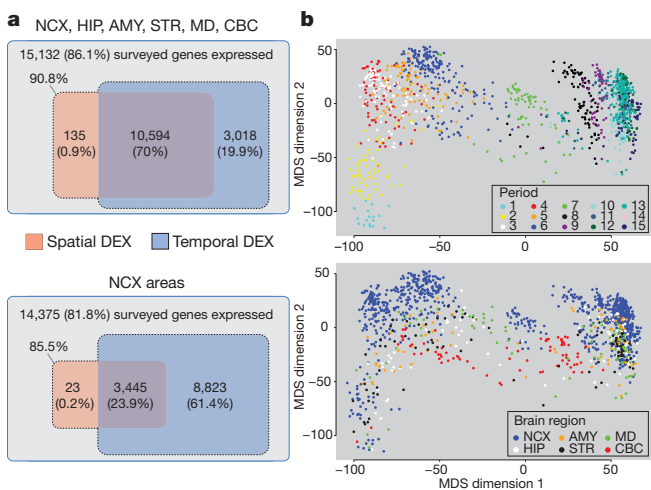 a
NCX, HIP, AMY, STR, MD, CBC
15,132 (86.1%) surveyed genes expressed
90.8%
135
(0.9%)
10,594
(70%)
3,018
(19.9%)
Spatial DEX
Temporal DEX
NCX areas
14,375 (81.8%) surveyed genes expressed
85.5%
23
(0.2%)
3,445
(23.9%)
8,823
(61.4%)
b
MDS dimension 2
50
0
−50
−100
−100
−50
0
50
Period
1 4 7 10 13
2 5 8 11 14
3 6 9 12 15
MDS dimension 2
50
0
−50
−100
−100
−50
0
50
MDS dimension 1
Brain region
NCX AMY MD
HIP STR CBC